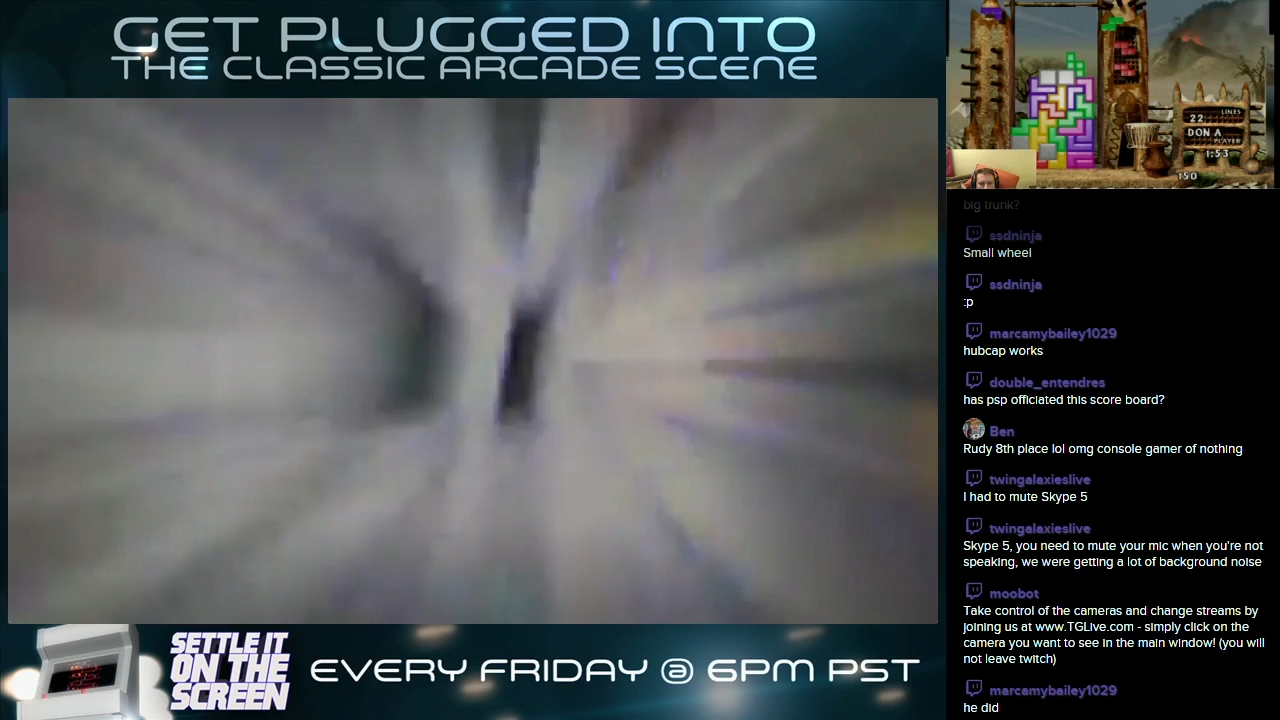 GET PLUGGED INTO
THE CLASSIC ARCADE SCENE
LINES
22
DON A
PLAYER
1:53
150
big trunk?
ssdninja
Small wheel
ssdninja
:p
marcamybailey1029
hubcap works
double_entendres
has psp officiated this score board?
Ben
Rudy 8th place lol omg console gamer of nothing
twingalaxieslive
I had to mute Skype 5
twingalaxieslive
Skype 5, you need to mute your mic when you're not
speaking, we were getting a lot of background noise
moobot
Take control of the cameras and change streams by
joining us at www.TGLive.com - simply click on the
camera you want to see in the main window! (you will
not leave twitch)
marcamybailey1029
he did
SETTLE IT
ON THE
SCREEN
EVERY FRIDAY @ 6PM PST